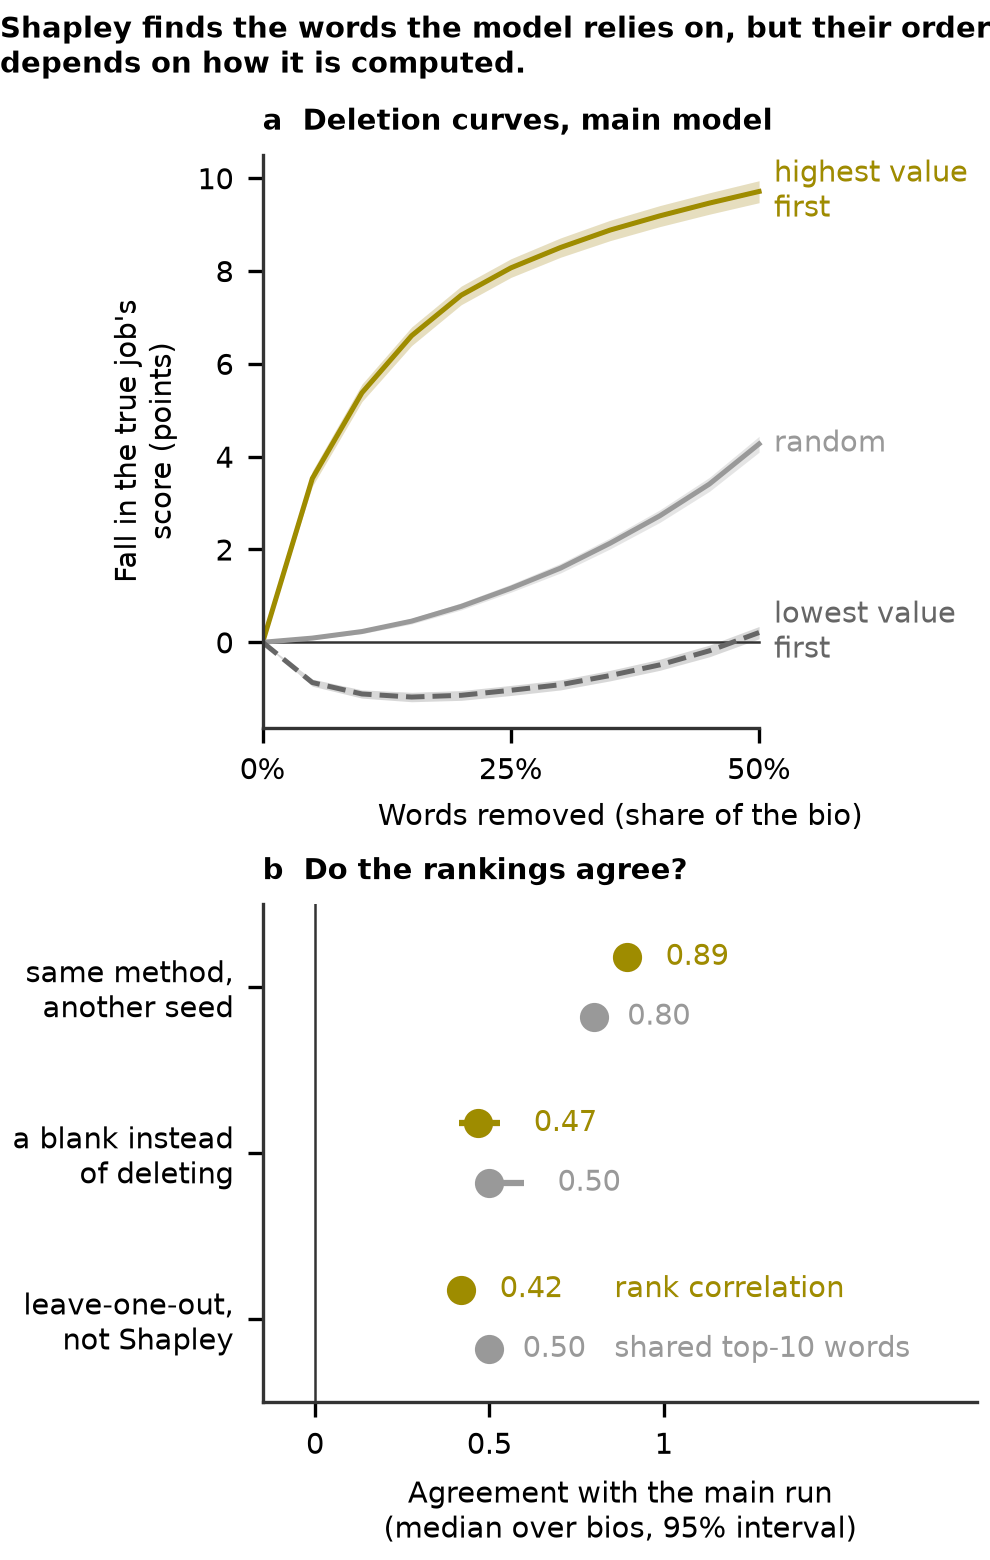 Shapley finds the words the model relies on, but their order
depends on how it is computed.
a Deletion curves, main model
10
8
6
4
2
0
Fall in the true job's
score (points)
highest value
first
random
lowest value
first
0%
25%
50%
Words removed (share of the bio)
b Do the rankings agree?
same method,
another seed
0.89
0.80
a blank instead
of deleting
0.47
0.50
leave-one-out,
not Shapley
0.42 rank correlation
0.50 shared top-10 words
0
0.5
1
Agreement with the main run
(median over bios, 95% interval)